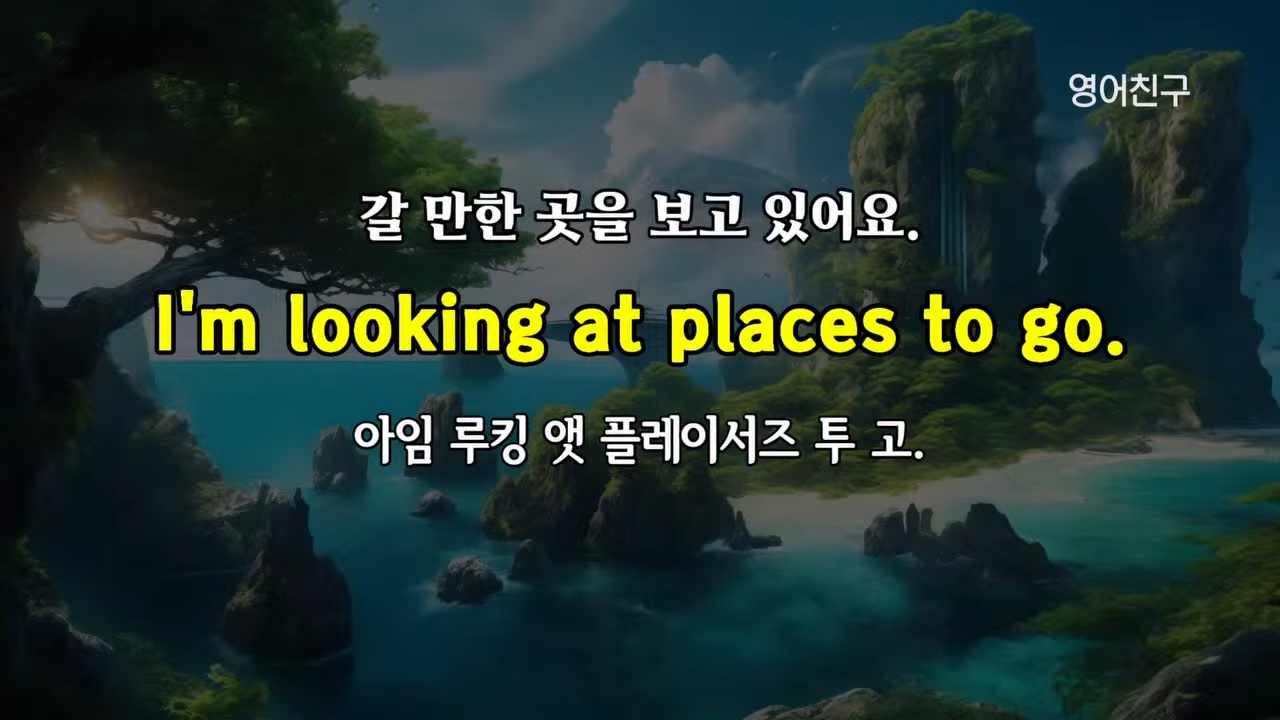 영어친구
갈 만한 곳을 보고 있어요.
I'm looking at places to go.
아임 루킹 앳 플레이서즈 투 고.